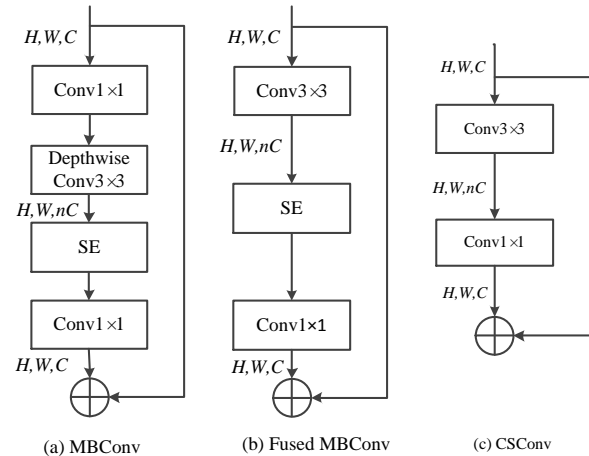 H,W,C
Conv1×1
Depthwise
Conv3×3
H,W,nC
SE
Conv1×1
H,W,C
(a) MBConv
H,W,C
Conv3×3
H,W,nC
SE
Conv1×1
H,W,C
(b) Fused MBConv
H,W,C
Conv3×3
H,W,nC
Conv1×1
H,W,C
(c) CSConv